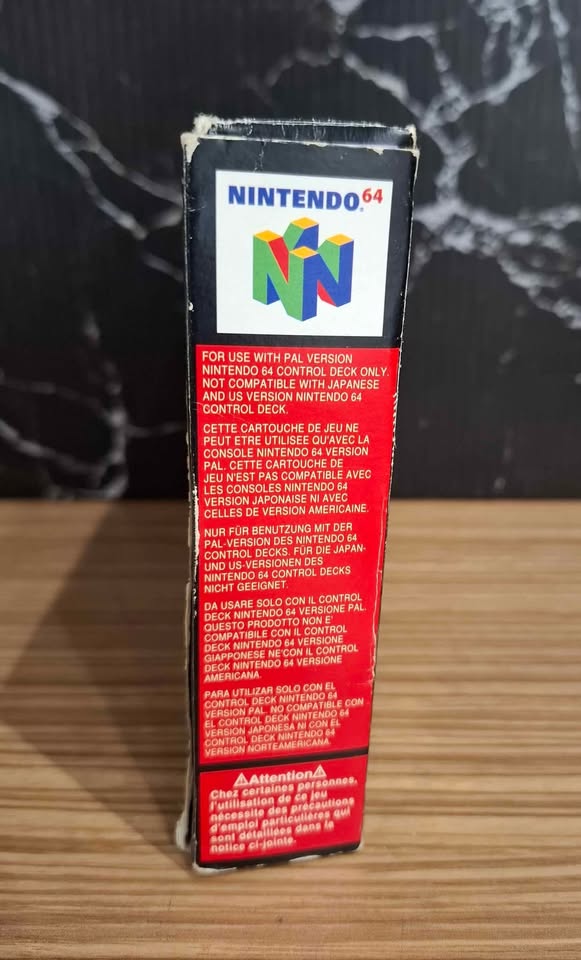 NINTENDO 64
FOR USE WITH PAL VERSION
NINTENDO 64 CONTROL DECK ONLY.
NOT COMPATIBLE WITH JAPANESE
AND US VERSION NINTENDO 64
CONTROL DECK.
CETTE CARTOUCHE DE JEU NE
PEUT ETRE UTILISEE QU'AVEC LA
CONSOLE NINTENDO 64 VERSION
PAL. CETTE CARTOUCHE DE
JEU N'EST PAS COMPATIBLE AVEC
LES CONSOLES NINTENDO 64
VERSION JAPONAISE NI AVEC
CELLES DE VERSION AMERICAINE.
NUR FÜR BENUTZUNG MIT DER
PAL-VERSION DES NINTENDO 64
CONTROL DECKS. FÜR DIE JAPAN-
UND US-VERSIONEN DES
NINTENDO 64 CONTROL DECKS
NICHT GEEIGNET.
DA USARE SOLO CON IL CONTROL
DECK NINTENDO 64 VERSIONE PAL.
QUESTO PRODOTTO NON E'
COMPATIBILE CON IL CONTROL
DECK NINTENDO 64 VERSIONE
GIAPPONESE NE'CON IL CONTROL
DECK NINTENDO 64 VERSIONE
AMERICANA.
PARA UTILIZAR SOLO CON EL
CONTROL DECK NINTENDO 64
VERSION PAL. NO COMPATIBLE CON
EL CONTROL DECK NINTENDO 64
VERSION JAPONESA NI CON EL
CONTROL DECK NINTENDO 64
VERSION NORTEAMERICANA.
⚠Attention⚠
Chez certaines personnes,
l'utilisation de ce jeu
nécessite des précautions
d'emploi particulières qui
sont détaillées dans la
notice ci-jointe.